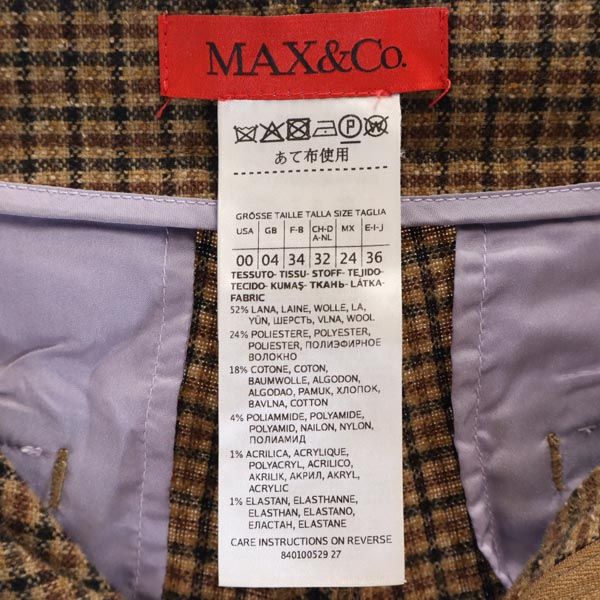 MAX&Co.
あて布使用
GRÖSSE TAILLE TALLA SIZE TAGLIA
USA GB F-B CH-D A-NL MX E-I-J
00 04 34 32 24 36
TESSUTO- TISSU- STOFF- TEJIDO-
TECIDO- KUMAŞ- ТКАНЬ- LÁTKA-
FABRIC
52% LANA, LAINE, WOLLE, LA,
YÜN, ШЕРСТЬ, VLNA, WOOL.
24% POLIESTERE, POLYESTER,
POLIESTER, ПОЛИЭФИРНОЕ
ВОЛОКНО
18% COTONE, COTON,
BAUMWOLLE, ALGODON,
ALGODAO, PAMUK, ХЛОПОК,
BAVLNA, COTTON
4% POLIAMMIDE, POLYAMIDE,
POLYAMID, NAILON, NYLON,
ПОЛИАМИД
1% ACRILICA, ACRYLIQUE,
POLYACRYL, ACRILICO,
AKRILIK, АКРИЛ, AKRYL,
ACRYLIC
1% ELASTAN, ELASTHANNE,
ELASTHAN, ELASTANO,
ЕЛАСТАН, ELASTANE
CARE INSTRUCTIONS ON REVERSE
840100529 27